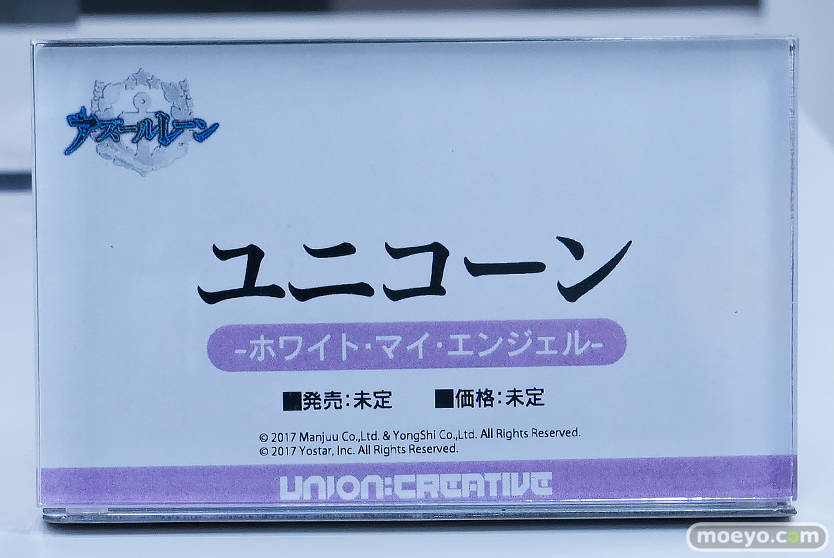 アズールレーン
ユニコーン
-ホワイト・マイ・エンジェル-
■発売:未定 ■価格:未定
© 2017 Manjuu Co.,Ltd. & YongShi Co.,Ltd. All Rights Reserved.
© 2017 Yostar, Inc. All Rights Reserved.
UNION:CREATIVE
moeyo.com